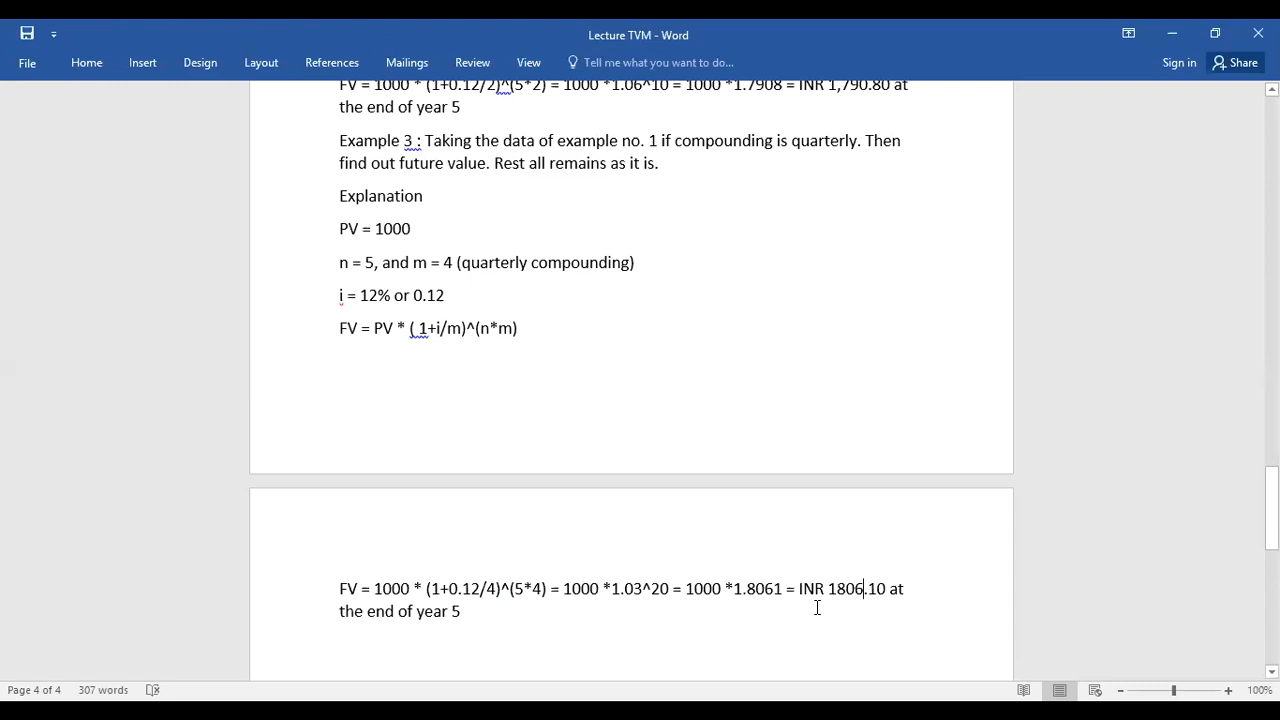 Lecture TVM - Word
File Home Insert Design Layout References Mailings Review View Tell me what you want to do... Sign in Share
FV = 1000 * (1+0.12/2)^(5*2) = 1000 *1.06^10 = 1000 *1.7908 = INR 1,790.80 at
the end of year 5
Example 3 : Taking the data of example no. 1 if compounding is quarterly. Then
find out future value. Rest all remains as it is.
Explanation
PV = 1000
n = 5, and m = 4 (quarterly compounding)
i = 12% or 0.12
FV = PV * ( 1+i/m)^(n*m)
FV = 1000 * (1+0.12/4)^(5*4) = 1000 *1.03^20 = 1000 *1.8061 = INR 1806.10 at
the end of year 5
Page 4 of 4 307 words 100%